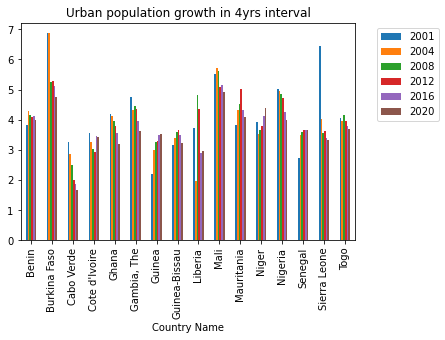 Urban population growth in 4yrs interval
7
6
5
4
3
2
1
0
Benin
Burkina Faso
Cabo Verde
Cote d'Ivoire
Ghana
Gambia, The
Guinea
Guinea-Bissau
Liberia
Mali
Mauritania
Niger
Nigeria
Senegal
Sierra Leone
Togo
Country Name
2001
2004
2008
2012
2016
2020